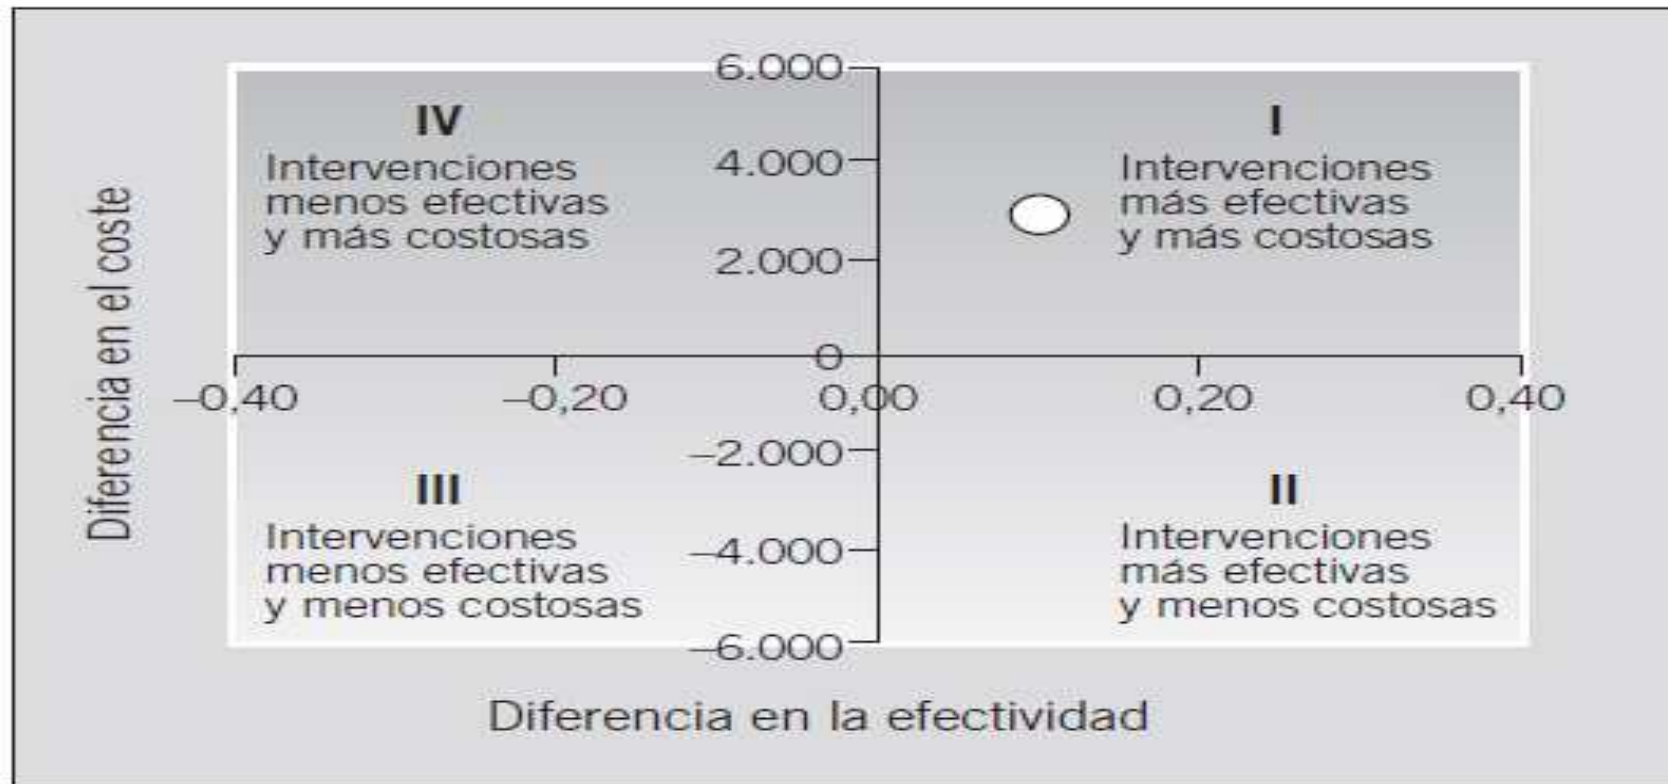 6.000
IV
I
Intervenciones
menos efectivas
y más costosas
4.000
Intervenciones
más efectivas
y más costosas
2.000
Diferencia en el coste
0
–0,40
–0,20
0,00
0,20
0,40
–2.000
III
II
Intervenciones
menos efectivas
y menos costosas
–4.000
Intervenciones
más efectivas
y menos costosas
–6.000
Diferencia en la efectividad